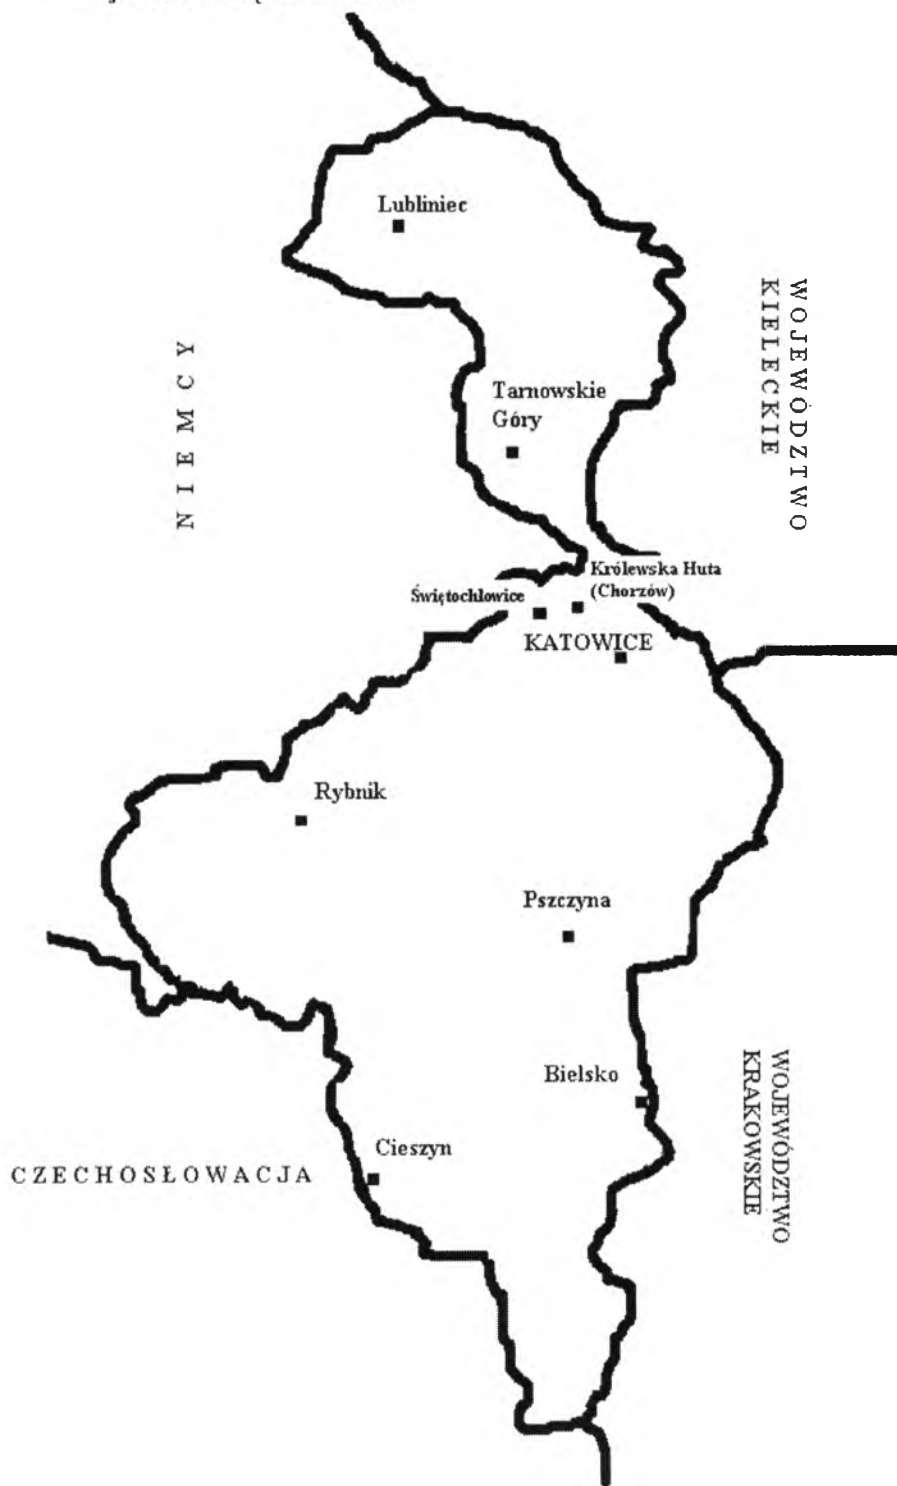 Lubliniec
WOJEWÓDZTWO
KIELECKIE
NIEMCY
Tarnowskie
Góry
Królewska Huta
(Chorzów)
Świętochłowice
KATOWICE
Rybnik
Pszczyna
Bielsko
WOJEWÓDZTWO
KRAKOWSKIE
Cieszyn
CZECHOSŁOWACJA